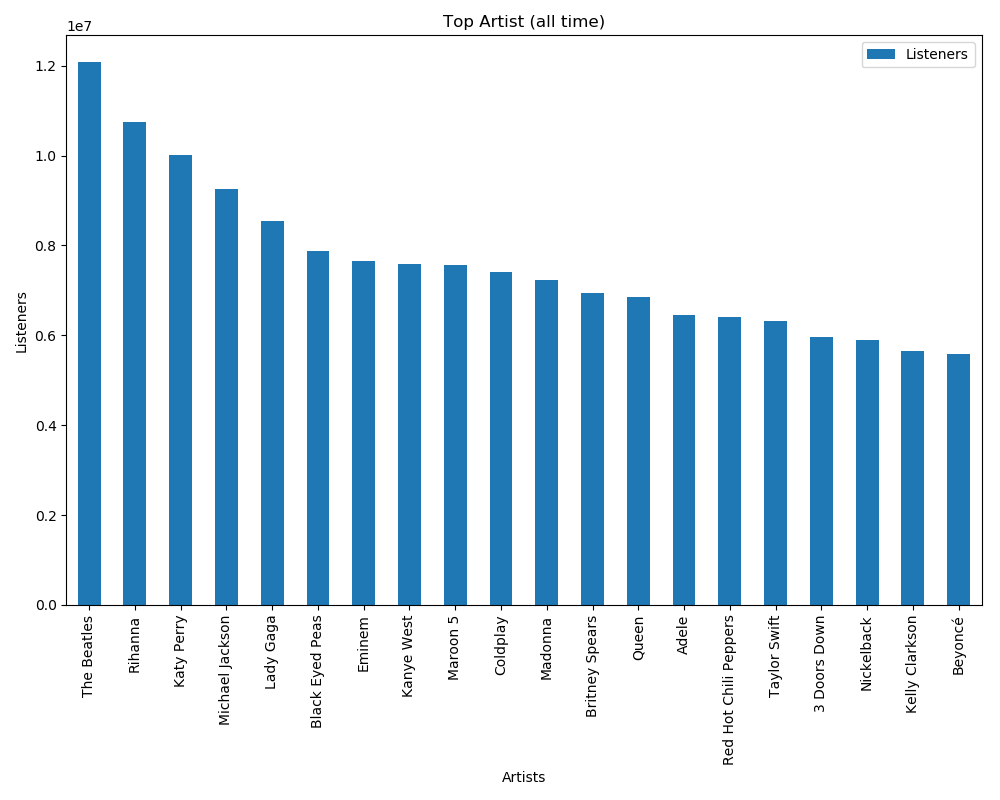 Top Artist (all time)
1e7
Listeners
1.2
1.0
0.8
0.6
0.4
0.2
0.0
Listeners
The Beatles
Rihanna
Katy Perry
Michael Jackson
Lady Gaga
Black Eyed Peas
Eminem
Kanye West
Maroon 5
Coldplay
Madonna
Britney Spears
Queen
Adele
Red Hot Chili Peppers
Taylor Swift
3 Doors Down
Nickelback
Kelly Clarkson
Beyoncé
Artists